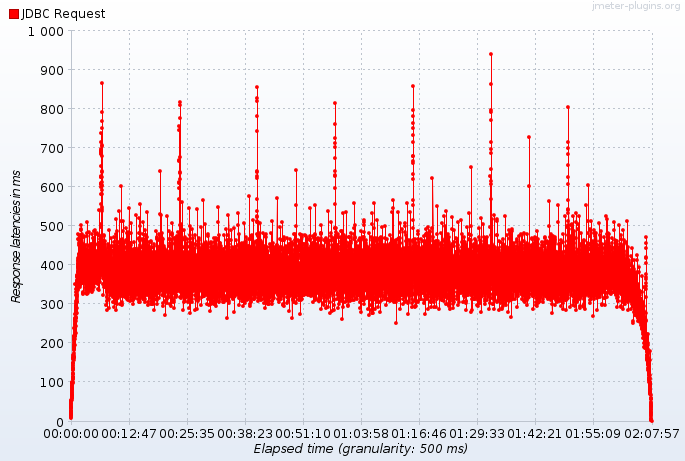 jmeter-plugins.org
JDBC Request
1 000
900
800
700
600
500
400
300
200
100
0
Response latencies in ms
00:00:00 00:12:47 00:25:35 00:38:23 00:51:10 01:03:58 01:16:46 01:29:33 01:42:21 01:55:09 02:07:57
Elapsed time (granularity: 500 ms)